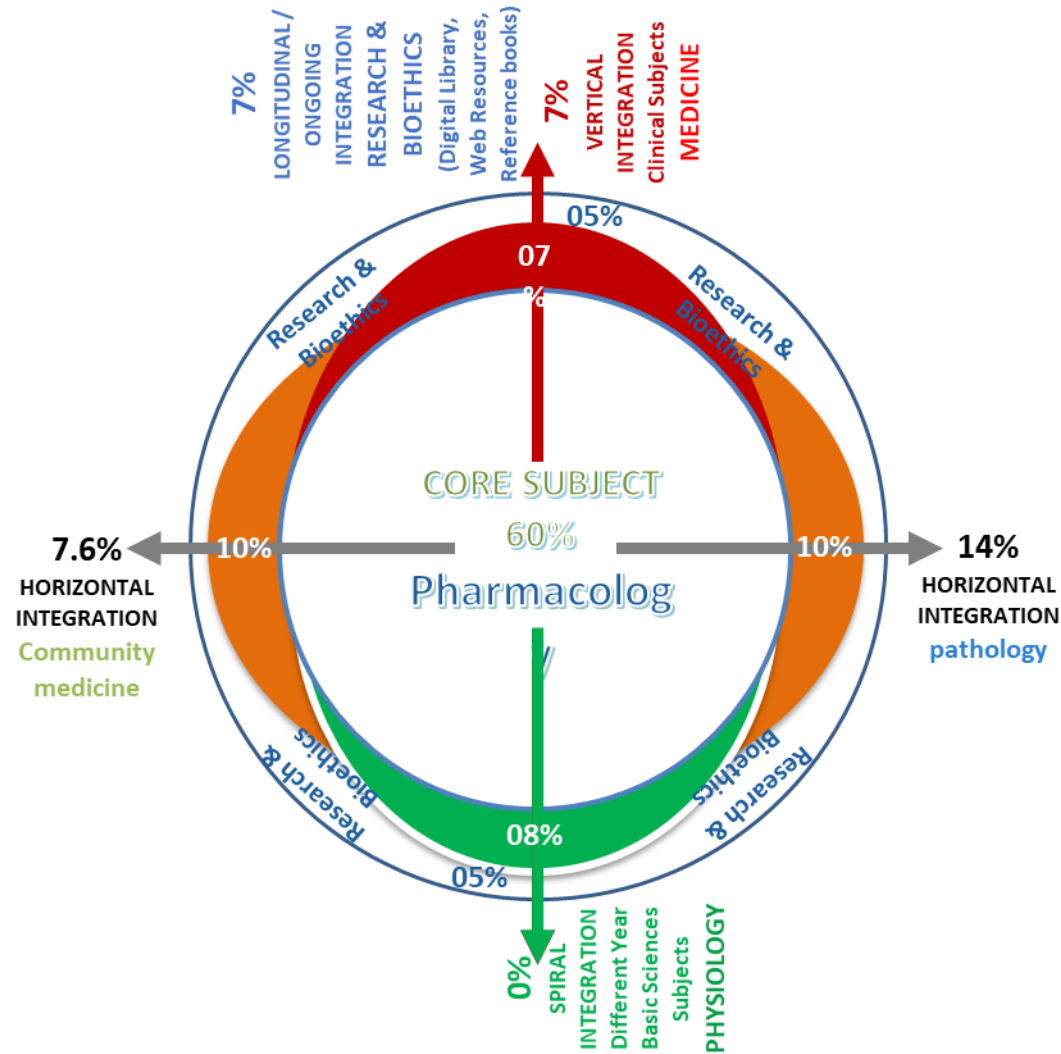 7%
LONGITUDINAL /
ONGOING
INTEGRATION
RESEARCH &
BIOETHICS
(Digital Library,
Web Resources,
Reference books)
7%
VERTICAL
INTEGRATION
Clinical Subjects
MEDICINE
05%
07
%
Research &
Bioethics
Research &
Bioethics
CORE SUBJECT
60%
Pharmacolog
y
7.6%
HORIZONTAL
INTEGRATION
Community
medicine
10%
10%
14%
HORIZONTAL
INTEGRATION
pathology
Research &
Bioethics
Research &
Bioethics
08%
05%
0%
SPIRAL
INTEGRATION
Different Year
Basic Sciences
Subjects
PHYSIOLOGY